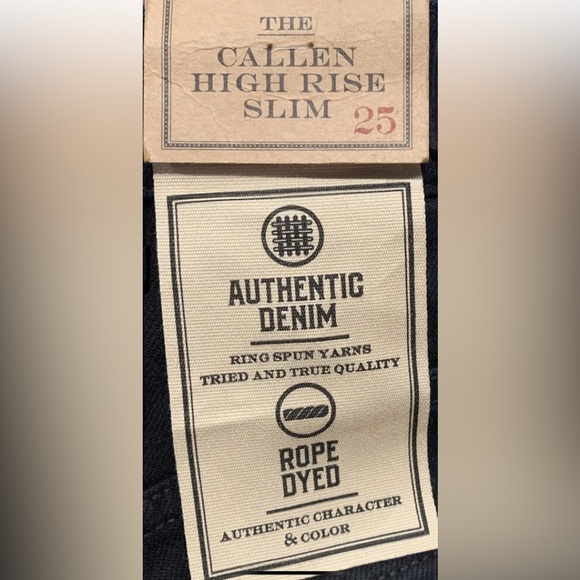 THE
CALLEN
HIGH RISE
SLIM 25
AUTHENTIC
DENIM
RING SPUN YARNS
TRIED AND TRUE QUALITY
ROPE
DYED
AUTHENTIC CHARACTER
& COLOR